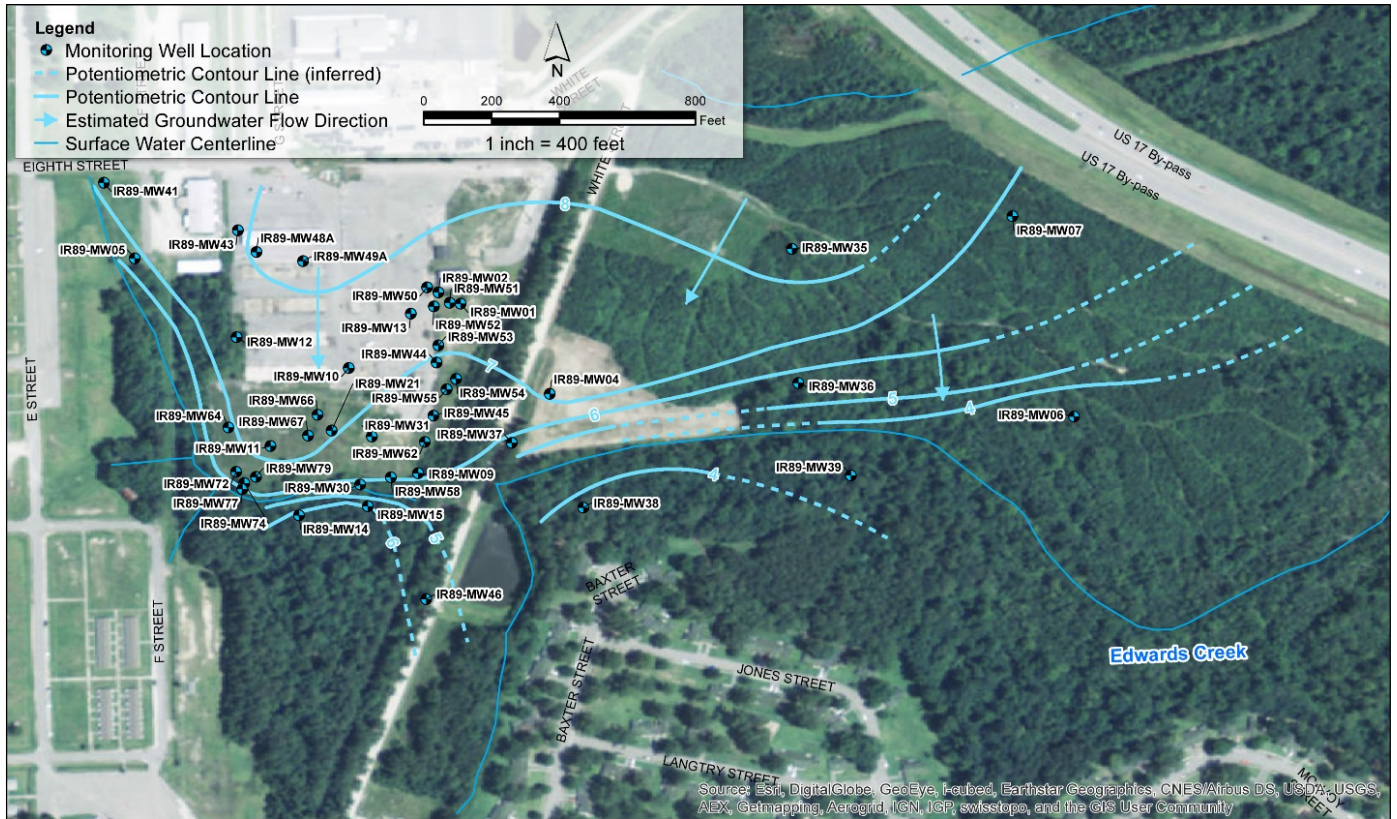 Legend
Monitoring Well Location
Potentiometric Contour Line (inferred)
Potentiometric Contour Line
Estimated Groundwater Flow Direction
Surface Water Centerline
N
0 200 400 800
Feet
1 inch = 400 feet
WHITE
STREET
G STREET
WHITE STREET
US 17 By-pass
US 17 By-pass
EIGHTH STREET
IR89-MW41
8
IR89-MW07
IR89-MW43
IR89-MW48A
IR89-MW35
IR89-MW05
IR89-MW49A
IR89-MW02
IR89-MW50
IR89-MW51
IR89-MW01
IR89-MW13
IR89-MW52
IR89-MW12
IR89-MW53
IR89-MW44
7
IR89-MW10
IR89-MW21
IR89-MW04
IR89-MW36
E STREET
IR89-MW55
IR89-MW54
5
IR89-MW66
4
IR89-MW64
IR89-MW45
6
IR89-MW06
IR89-MW67
IR89-MW31
IR89-MW37
IR89-MW11
IR89-MW62
IR89-MW79
IR89-MW09
4
IR89-MW39
IR89-MW72
IR89-MW30
IR89-MW58
IR89-MW77
IR89-MW38
IR89-MW15
IR89-MW74
IR89-MW14
5
BAXTER
STREET
IR89-MW46
F STREET
Edwards Creek
JONES STREET
BAXTER STREET
LANGTRY STREET
Source: Esri, DigitalGlobe, GeoEye, i-cubed, Earthstar Geographics, CNES/Airbus DS, USDA, USGS,
AEX, Getmapping, Aerogrid, IGN, IGP, swisstopo, and the GIS User Community